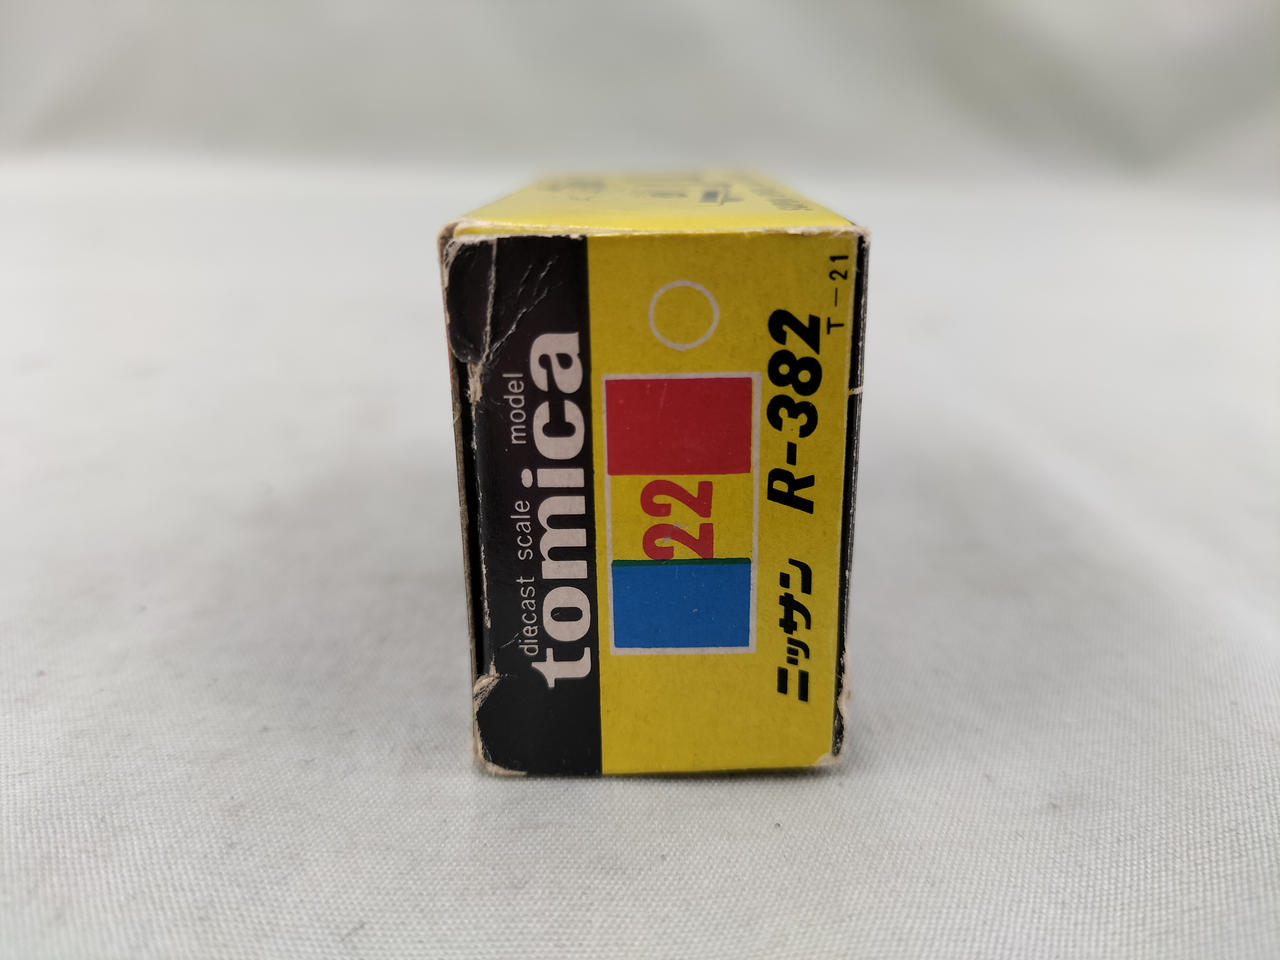 diecast scale model
tomica
22
ニッサン R-382
T-21